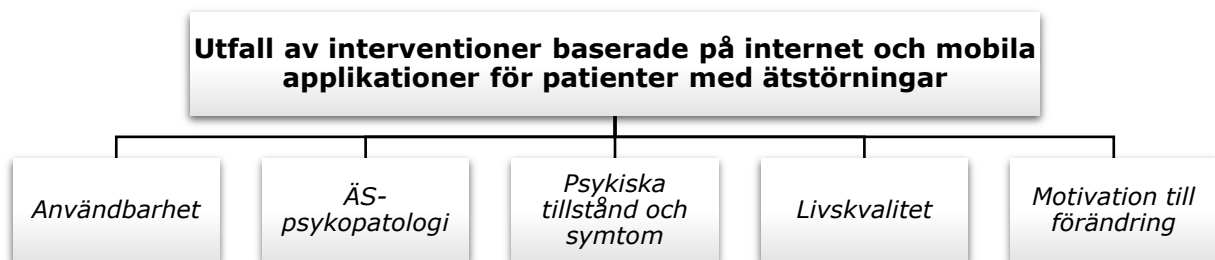 Utfall av interventioner baserade på internet och mobila
applikationer för patienter med ätstörningar
Användbarhet
ÄS-
psykopatologi
Psykiska
tillstånd och
symtom
Livskvalitet
Motivation till
förändring